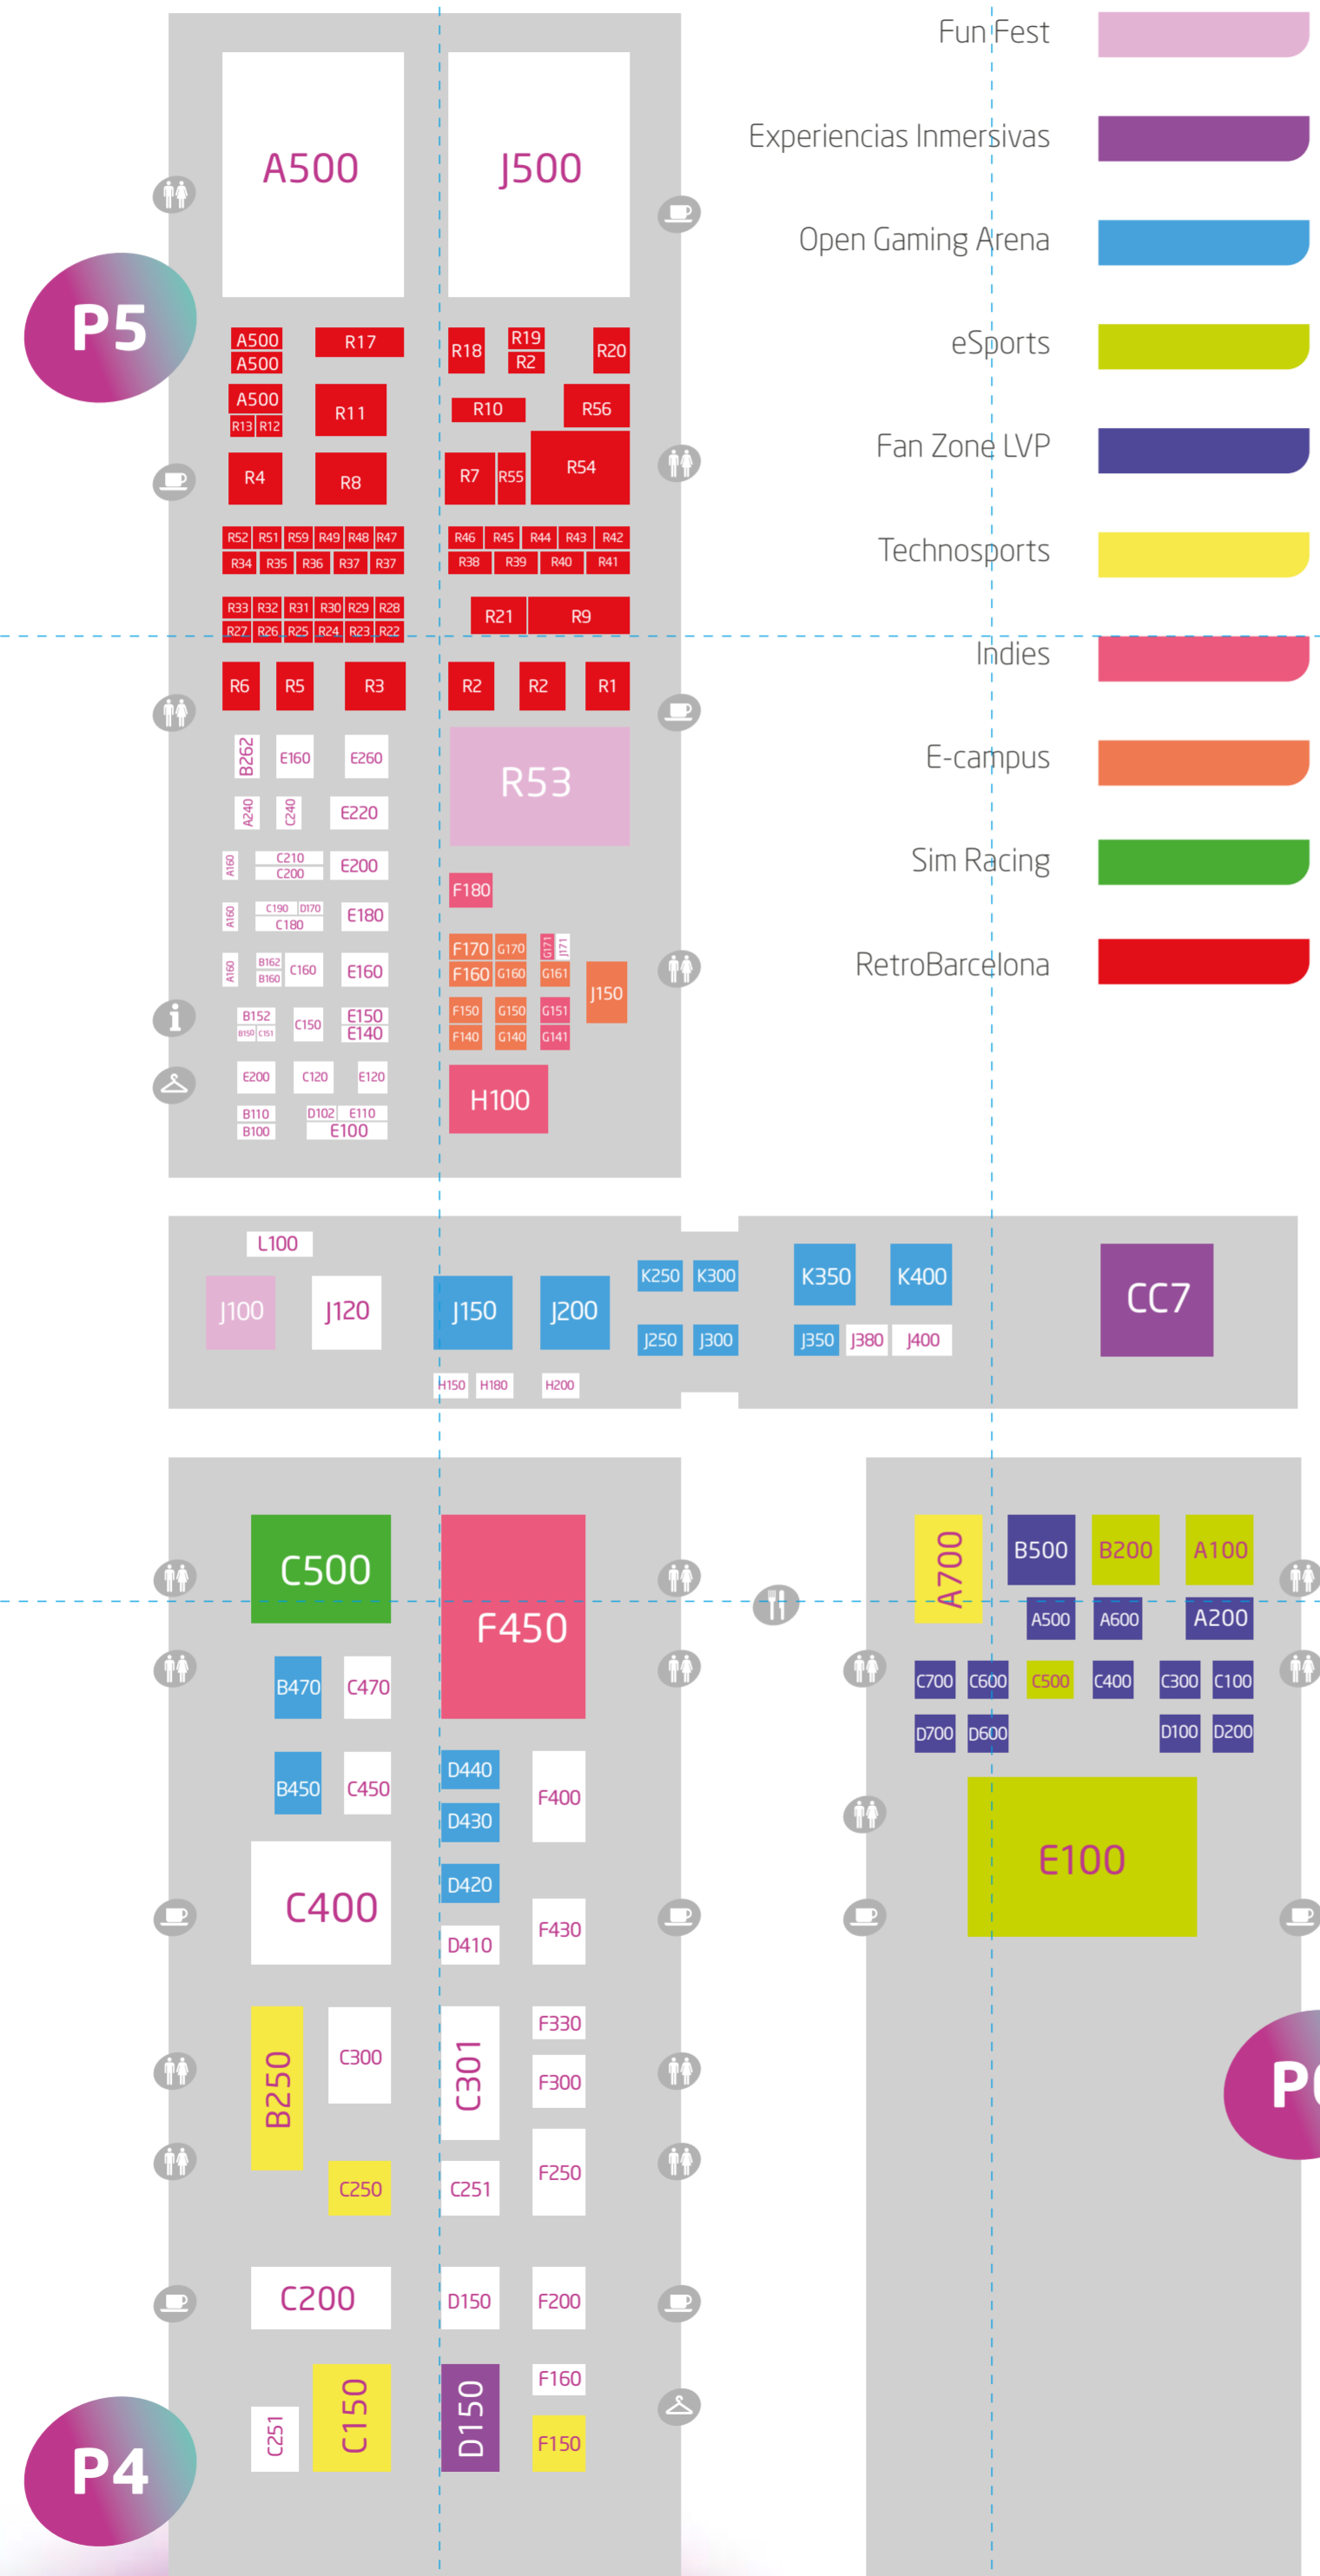 Fun Fest
Experiencias Inmersivas
Open Gaming Arena
eSports
Fan Zone LVP
Technosports
Indies
E-campus
Sim Racing
RetroBarcelona
P5
A500 J500
A500 R17 R18 R19 R20
A500 R2
A500 R11 R10 R56
R13 R12
R4 R8 R7 R55 R54
R52 R51 R59 R49 R48 R47 R46 R45 R44 R43 R42
R34 R35 R36 R37 R37 R38 R39 R40 R41
R33 R32 R31 R30 R29 R28 R21 R9
R27 R26 R25 R24 R23 R22
R6 R5 R3 R2 R2 R1
B262 E160 E260 R53
A240 C240 E220
A160 C210 E200
C200
F180
A160 C190 D170 E180
C180
F170 G170 G171 J171
A160 B162 C160 E160 F160 G160 G161 J150
B160
B152 C150 E150 F150 G150 G151
B150 C151 E140 F140 G140 G141
E200 C120 E120 H100
B110 D102 E110
B100 E100
L100
J100 J120 J150 J200 K250 K300 K350 K400 CC7
J250 J300 J350 J380 J400
H150 H180 H200
C500 F450 A700 B500 B200 A100
A500 A600 A200
B470 C470 C700 C600 C500 C400 C300 C100
D700 D600 D100 D200
B450 C450 D440 F400
D430
E100
C400 D420
D410 F430
B250 C300 C301 F330
F300
C250 C251 F250
C200 D150 F200
C251 C150 D150 F160
F150
P4